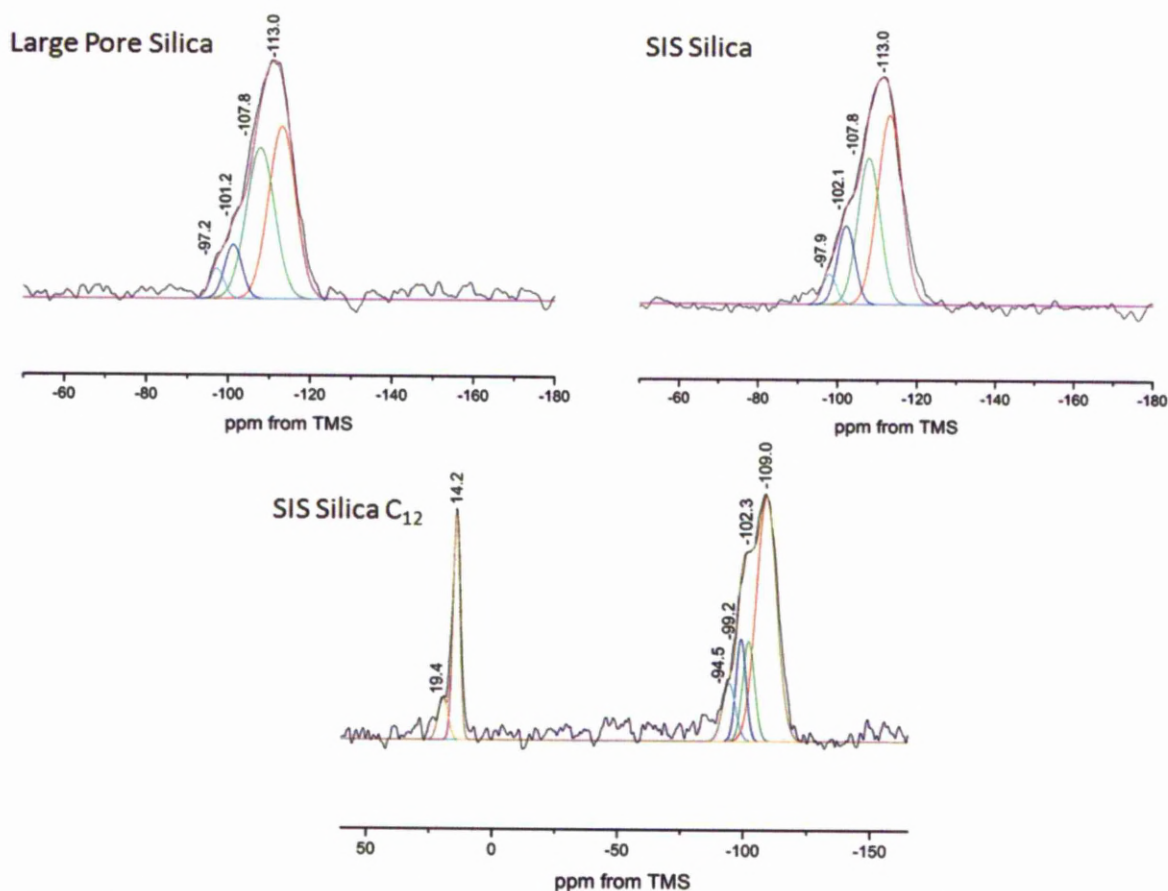 Large Pore Silica
-97.2
-101.2
-107.8
-113.0
-60 -80 -100 -120 -140 -160 -180
ppm from TMS
SIS Silica
-97.9
-102.1
-107.8
-113.0
-60 -80 -100 -120 -140 -160 -180
ppm from TMS
SIS Silica C₁₂
19.4
14.2
-94.5
-99.2
-102.3
-109.0
50 0 -50 -100 -150
ppm from TMS